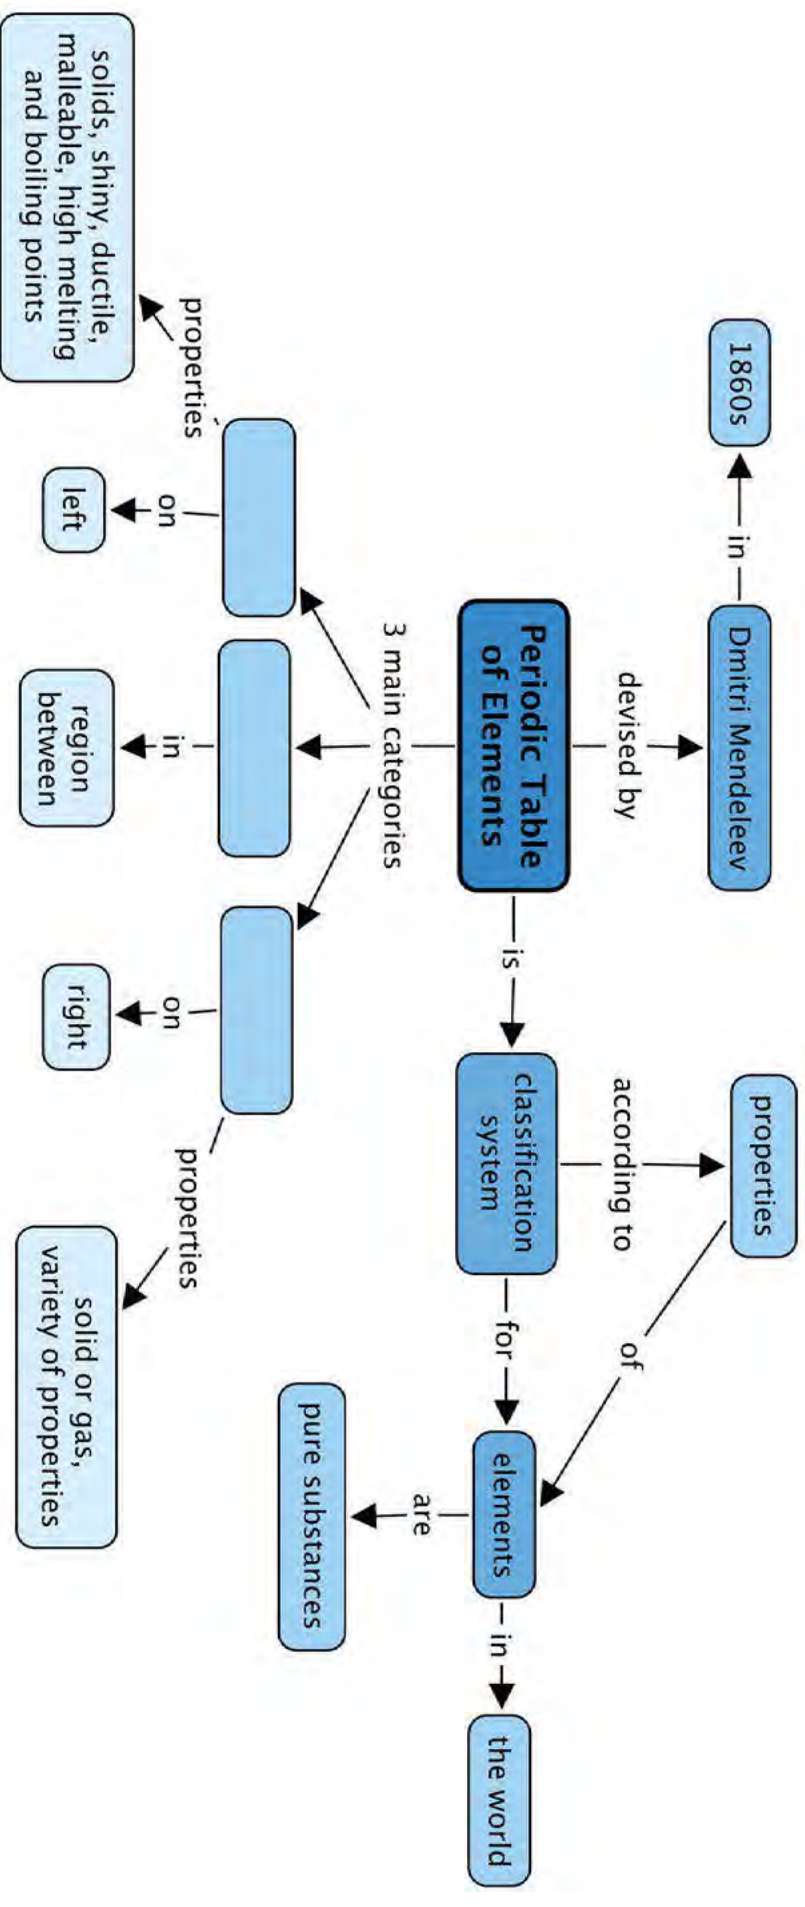 1860s
in
Dmitri Mendeleev
devised by
Periodic Table
of Elements
is
classification
system
according to
properties
of
for
elements
in
the world
are
pure substances
3 main categories
properties
solids, shiny, ductile,
malleable, high melting
and boiling points
on
left
in
region
between
on
right
properties
solid or gas,
variety of properties